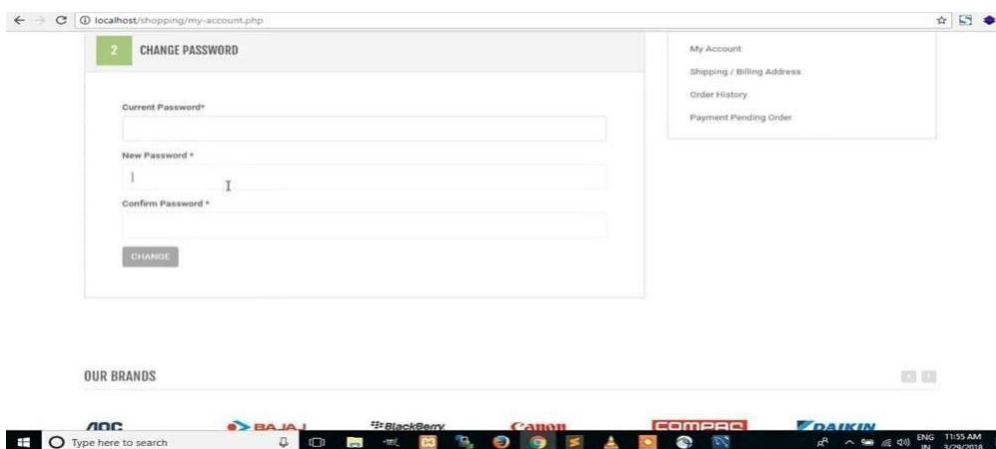 localhost/shopping/my-account.php
2 CHANGE PASSWORD
Current Password*
New Password *
Confirm Password *
CHANGE
My Account
Shipping / Billing Address
Order History
Payment Pending Order
OUR BRANDS
AOC
BAJAJ
BlackBerry
Canon
COMPAQ
DAIKIN
Type here to search
ENG 11:55 AM
IN 3/29/2018